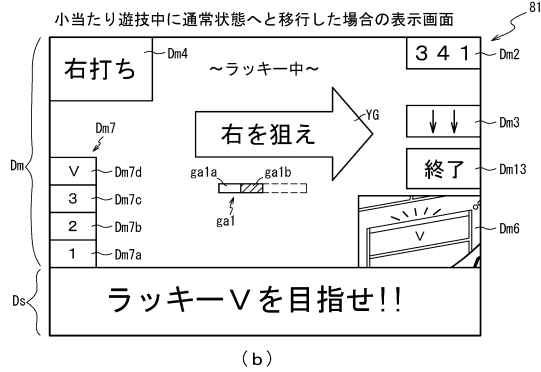 小当たり遊技中に通常状態へと移行した場合の表示画面
81
右打ち
Dm4
～ラッキー中～
3 4 1
Dm2
Dm
Dm7
右を狙え
YG
↓ ↓
Dm3
V
Dm7d
ga1a
ga1b
終了
Dm13
3
Dm7c
ga1
2
Dm7b
V
Dm6
1
Dm7a
Ds
ラッキーVを目指せ!!
(b)